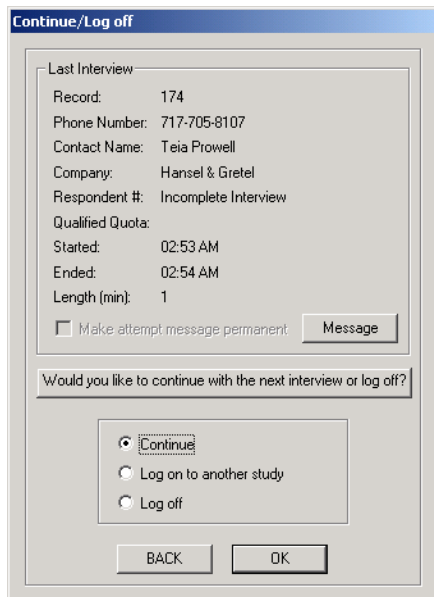 Continue/Log off
Last Interview
Record: 174
Phone Number: 717-705-8107
Contact Name: Teia Prowell
Company: Hansel & Gretel
Respondent #: Incomplete Interview
Qualified Quota:
Started: 02:53 AM
Ended: 02:54 AM
Length (min): 1
Make attempt message permanent Message
Would you like to continue with the next interview or log off?
Continue
Log on to another study
Log off
BACK OK